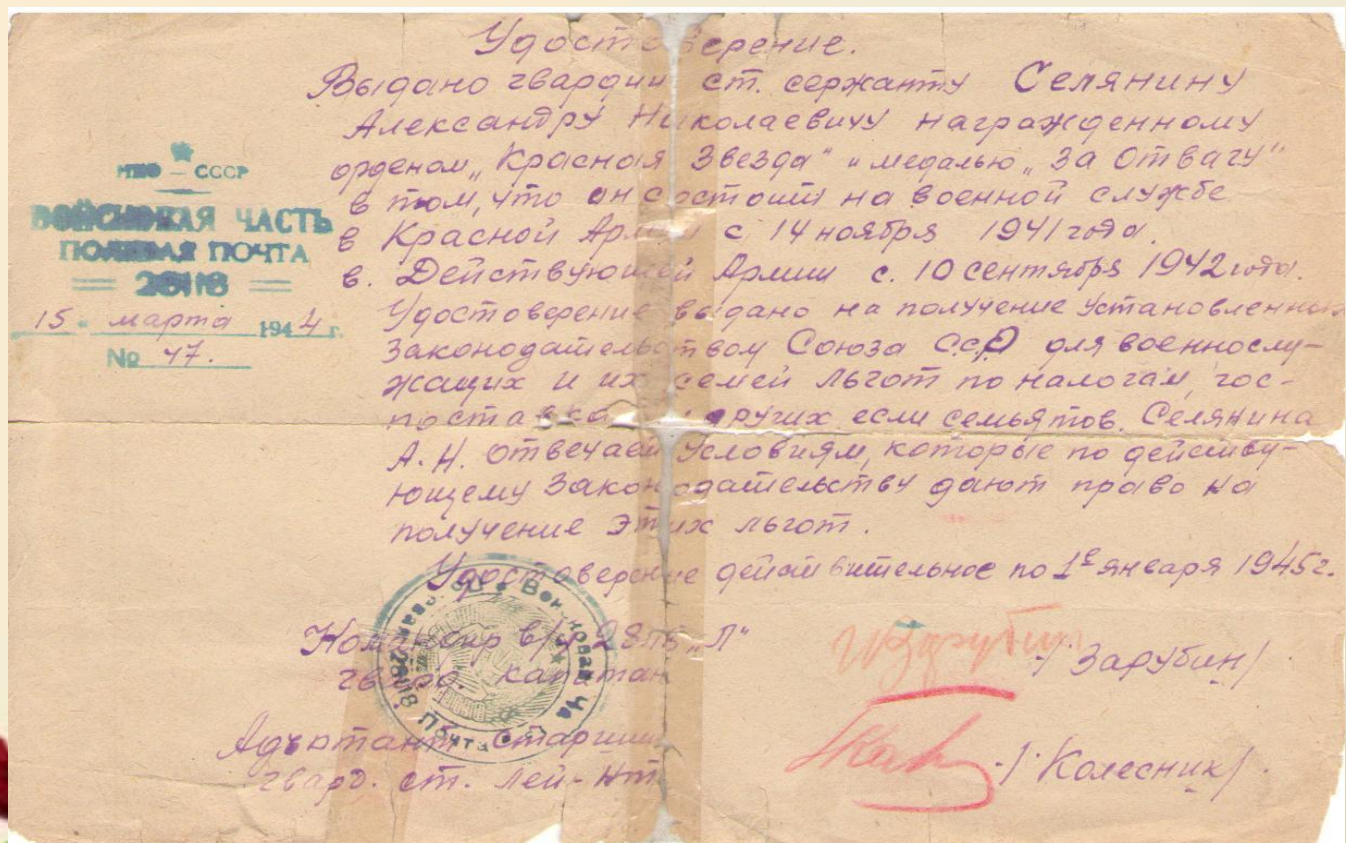 Удостоверение.
Выдано гвардии ст. сержанту Селянину
Александру Николаевичу награжденному
орденом „Красная Звезда" и медалью „За Отвагу"
в том, что он состоит на военной службе
в Красной Армии с 14 ноября 1941 года.
в. Действующей Армии с. 10 сентября 1942 года.
Удостоверение выдано на получение установленных
Законодательством Союза ССР для военнослу-
жащих и их семей льгот по налогам, гос-
поставкам и других если семья тов. Селянина
А. Н. отвечает условиям, которые по действу-
ющему Законодательству дают право на
получение этих льгот.
Удостоверение действительное по 1е января 1945 г.
НКО — СССР
ВОЙСКОВАЯ ЧАСТЬ
ПОЛЕВАЯ ПОЧТА
28118
15 " марта 1944 г.
№ 47.
Командир в/ч "Л"
гвард. капитан /Зарубин/
Адъютант старший
гвард. ст. лей-нт /Колесник/.
Войсковая Почта 28118